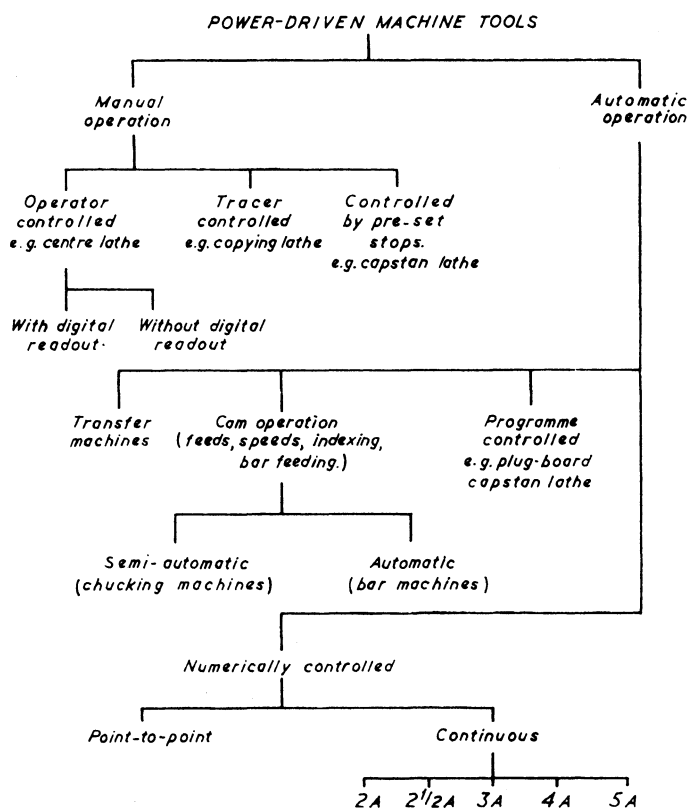 POWER-DRIVEN MACHINE TOOLS
Manual
operation
Automatic
operation
Operator
controlled
e.g. centre lathe
Tracer
controlled
e.g. copying lathe
Controlled
by pre-set
stops.
e.g. capstan lathe
With digital
readout.
Without digital
readout
Transfer
machines
Cam operation
(feeds, speeds, indexing,
bar feeding.)
Programme
controlled
e.g. plug-board
capstan lathe
Semi-automatic
(chucking machines)
Automatic
(bar machines)
Numerically controlled
Point-to-point
Continuous
2A 2 1/2A 3A 4A 5A